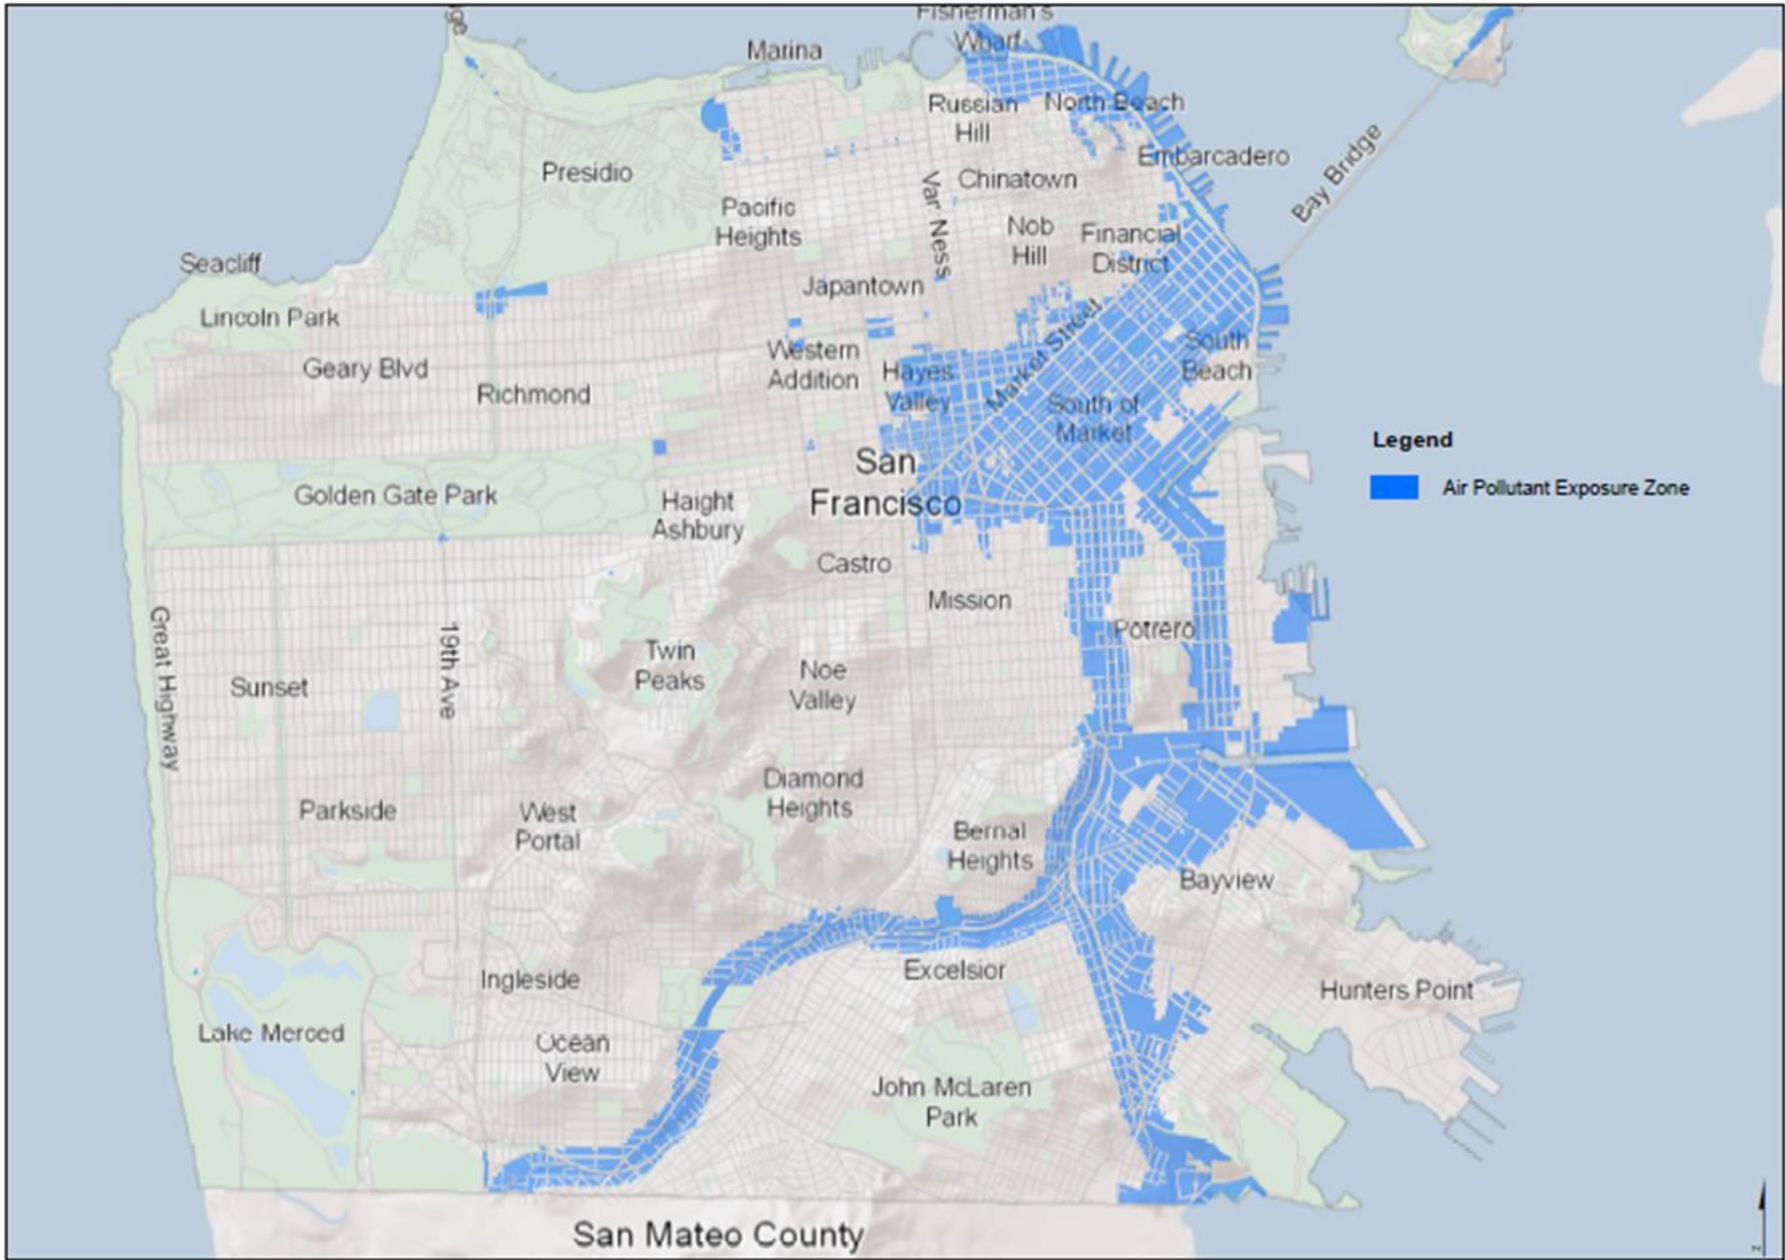 Fisherman's
Wharf
Marina
Russian
Hill
North Beach
Embarcadero
Bay Bridge
Presidio
Chinatown
Pacific
Heights
Van Ness
Nob
Hill
Financial
District
Seacliff
Japantown
Lincoln Park
Market Street
South
Beach
Geary Blvd
Western
Addition
Hayes
Valley
Richmond
South of
Market
Legend
Air Pollutant Exposure Zone
San
Francisco
Golden Gate Park
Haight
Ashbury
Castro
Mission
Great Highway
19th Ave
Potrero
Twin
Peaks
Noe
Valley
Sunset
Diamond
Heights
Parkside
West
Portal
Bernal
Heights
Bayview
Excelsior
Ingleside
Hunters Point
Lake Merced
Ocean
View
John McLaren
Park
San Mateo County